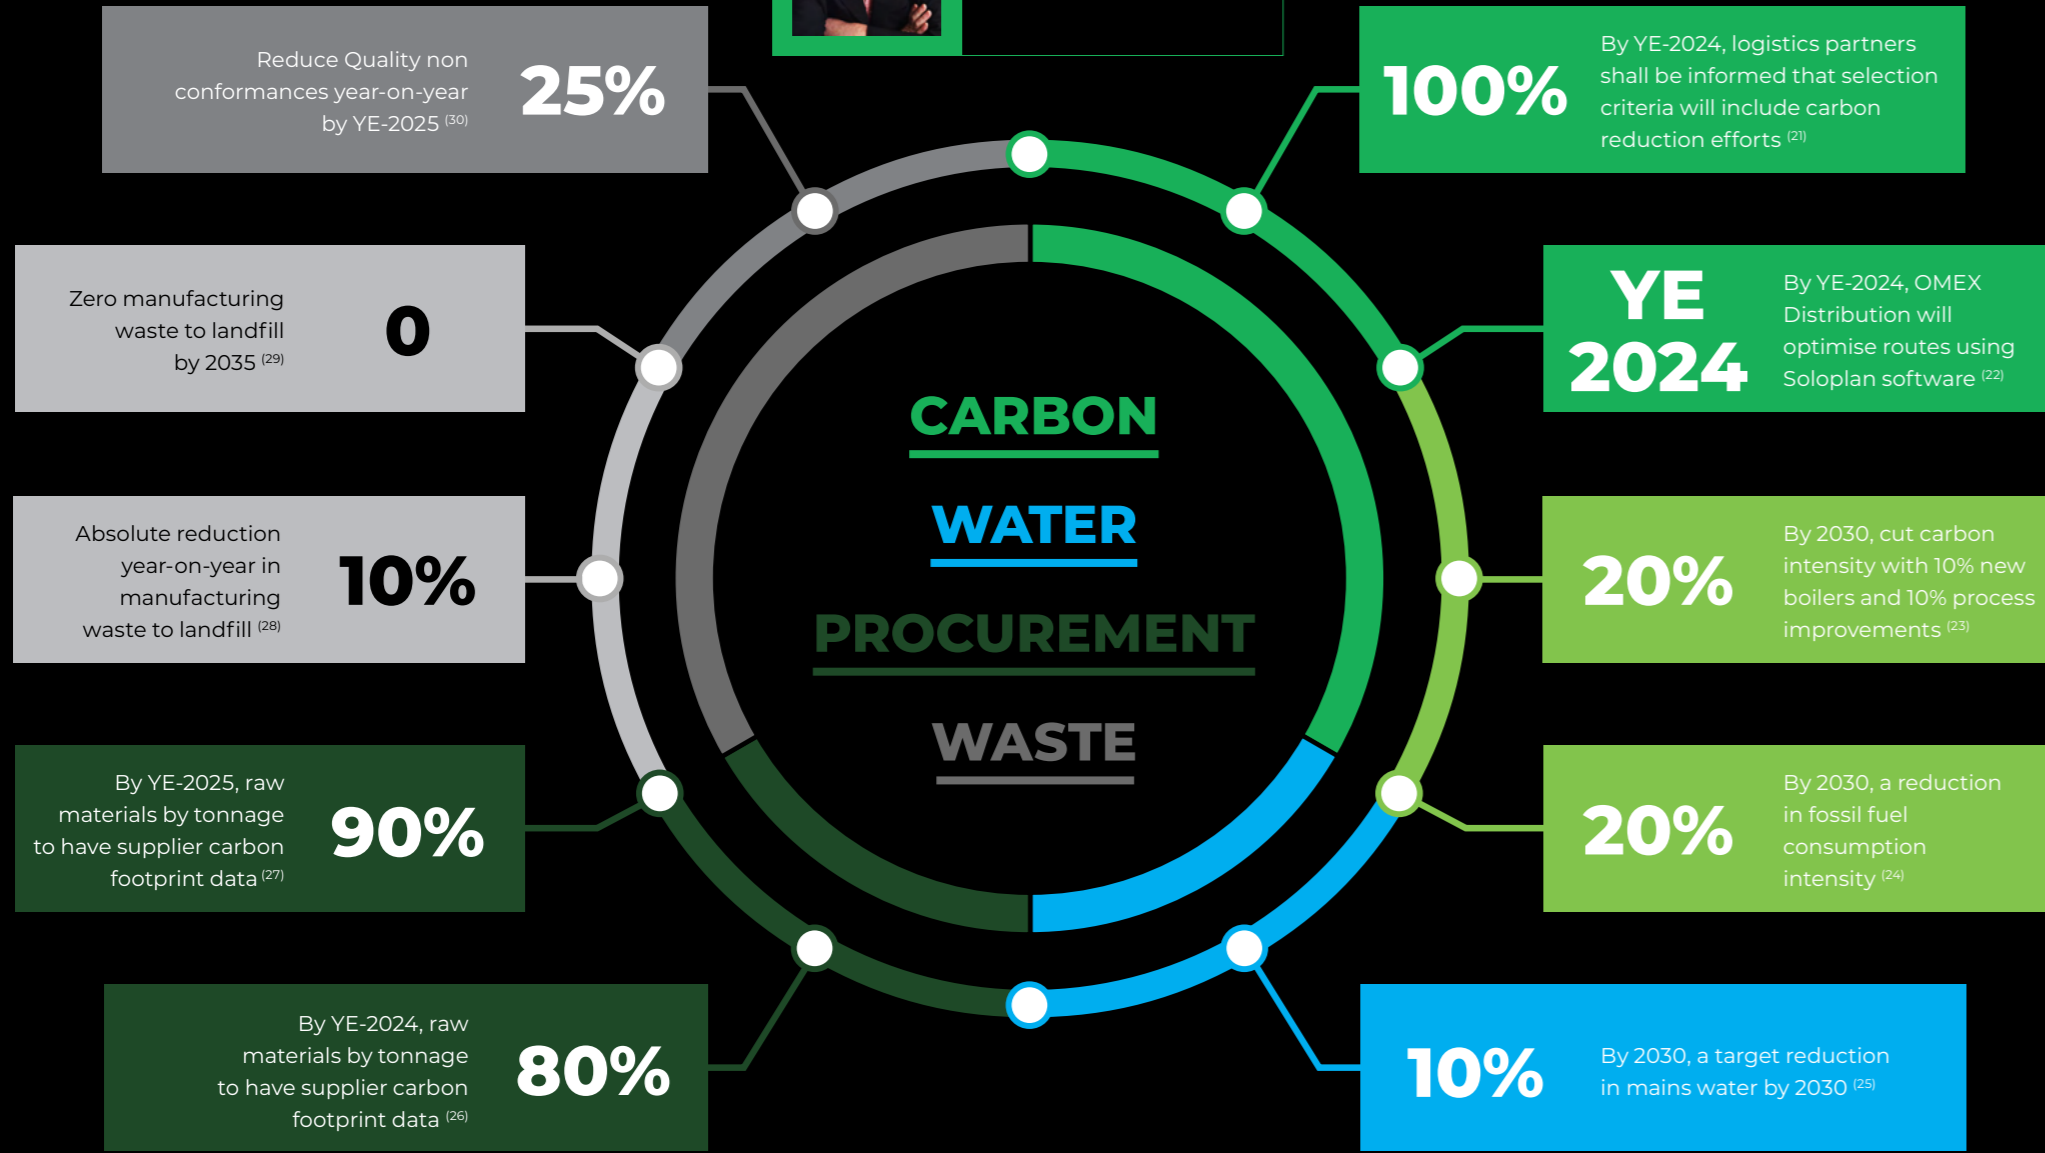 Reduce Quality non
conformances year-on-year
by YE-2025 (30)
25%
100%
By YE-2024, logistics partners
shall be informed that selection
criteria will include carbon
reduction efforts (21)
Zero manufacturing
waste to landfill
by 2035 (29)
0
YE
2024
By YE-2024, OMEX
Distribution will
optimise routes using
Soloplan software (22)
CARBON
WATER
PROCUREMENT
WASTE
Absolute reduction
year-on-year in
manufacturing
waste to landfill (28)
10%
20%
By 2030, cut carbon
intensity with 10% new
boilers and 10% process
improvements (23)
By YE-2025, raw
materials by tonnage
to have supplier carbon
footprint data (27)
90%
20%
By 2030, a reduction
in fossil fuel
consumption
intensity (24)
By YE-2024, raw
materials by tonnage
to have supplier carbon
footprint data (26)
80%
10%
By 2030, a target reduction
in mains water by 2030 (25)